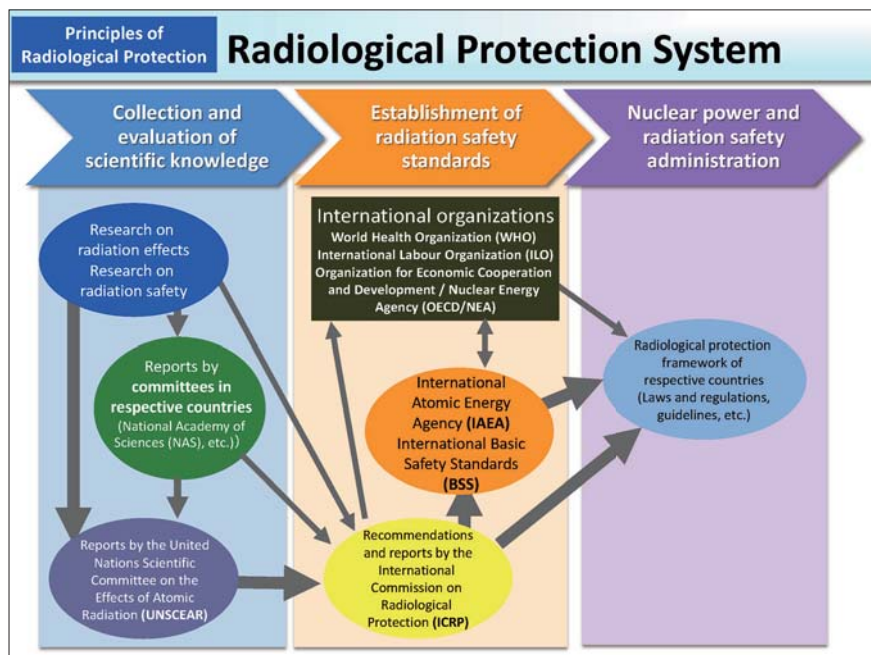 Principles of
Radiological Protection
Radiological Protection System
Collection and
evaluation of
scientific knowledge
Establishment of
radiation safety
standards
Nuclear power and
radiation safety
administration
Research on
radiation effects
Research on
radiation safety
Reports by
committees in
respective countries
(National Academy of
Sciences (NAS), etc.))
Reports by the United
Nations Scientific
Committee on the
Effects of Atomic
Radiation (UNSCEAR)
International organizations
World Health Organization (WHO)
International Labour Organization (ILO)
Organization for Economic Cooperation
and Development / Nuclear Energy
Agency (OECD/NEA)
International
Atomic Energy
Agency (IAEA)
International Basic
Safety Standards
(BSS)
Recommendations
and reports by the
International
Commission on
Radiological
Protection (ICRP)
Radiological protection
framework of
respective countries
(Laws and regulations,
guidelines, etc.)